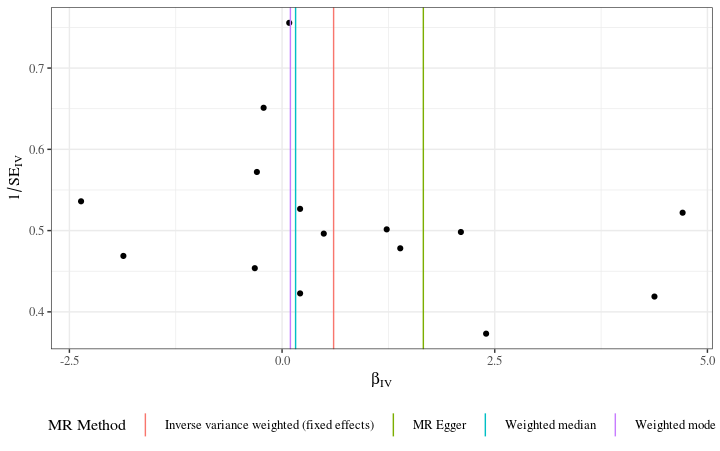 0.7
0.6
0.5
0.4
1/SE_IV
-2.5 0.0 2.5 5.0
β_IV
MR Method Inverse variance weighted (fixed effects) MR Egger Weighted median Weighted mode